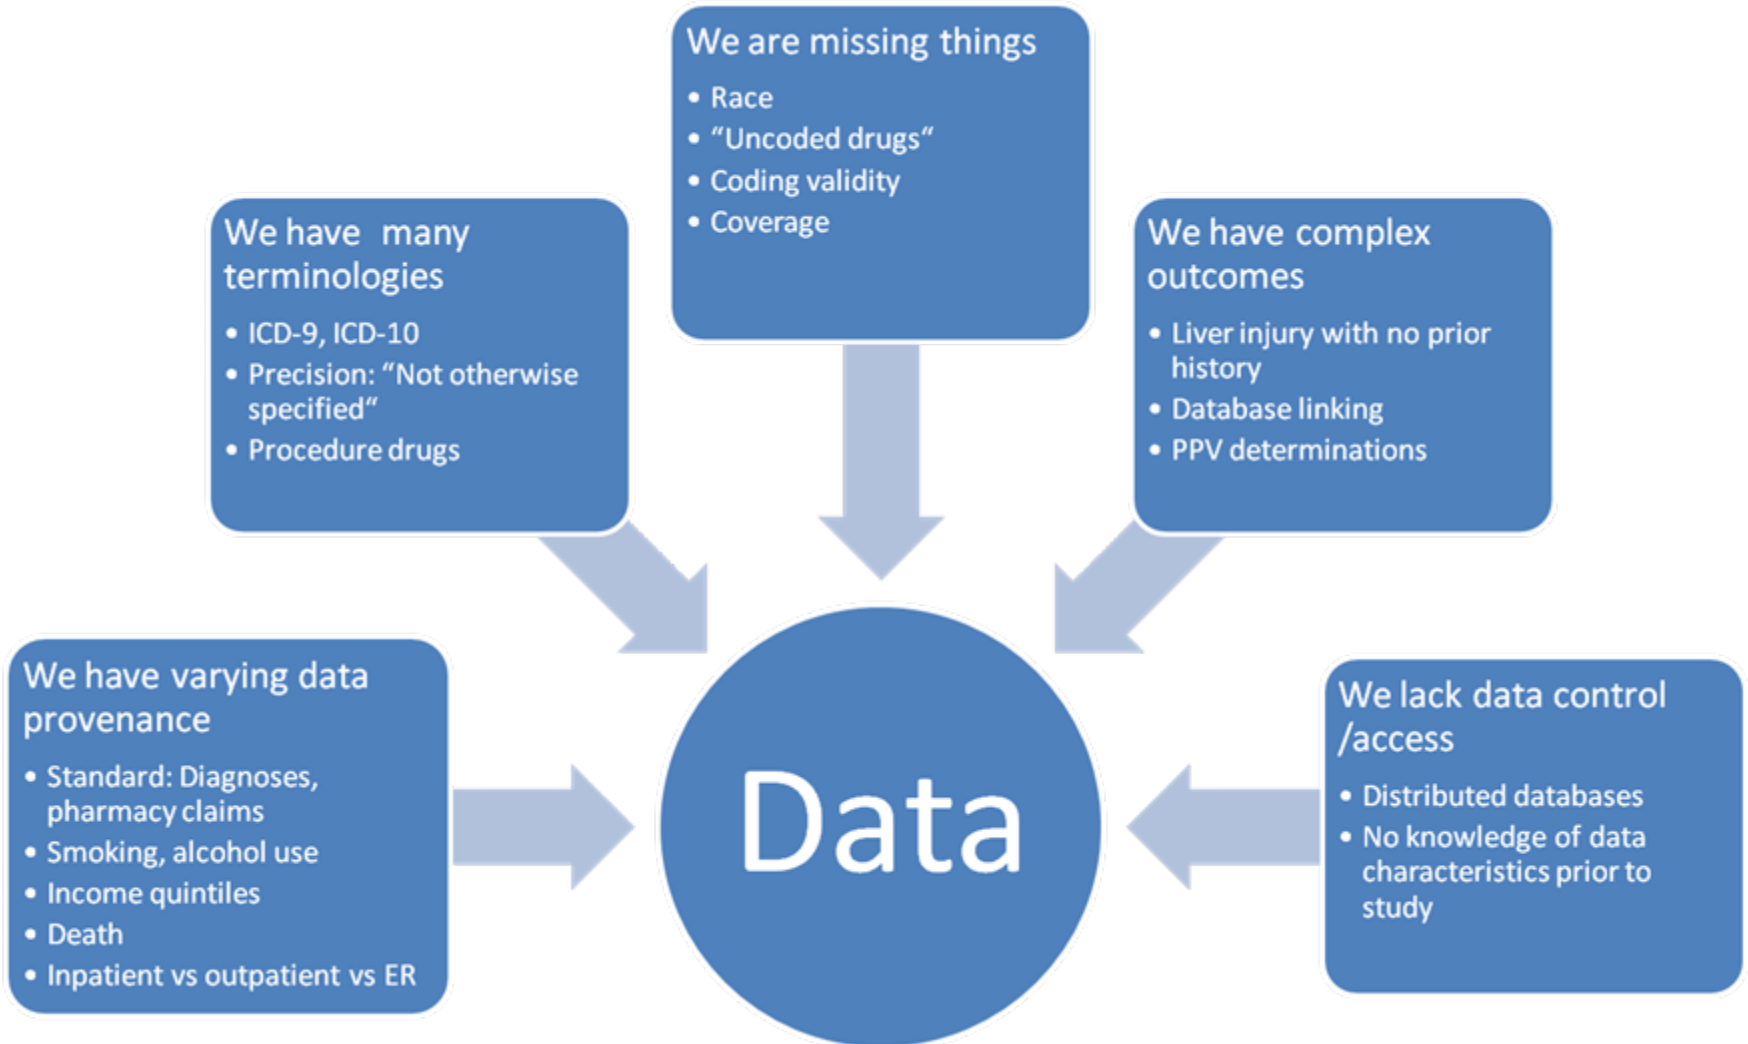 We are missing things
• Race
• “Uncoded drugs“
• Coding validity
• Coverage
We have many
terminologies
• ICD-9, ICD-10
• Precision: “Not otherwise
specified“
• Procedure drugs
We have complex
outcomes
• Liver injury with no prior
history
• Database linking
• PPV determinations
We have varying data
provenance
• Standard: Diagnoses,
pharmacy claims
• Smoking, alcohol use
• Income quintiles
• Death
• Inpatient vs outpatient vs ER
Data
We lack data control
/access
• Distributed databases
• No knowledge of data
characteristics prior to
study